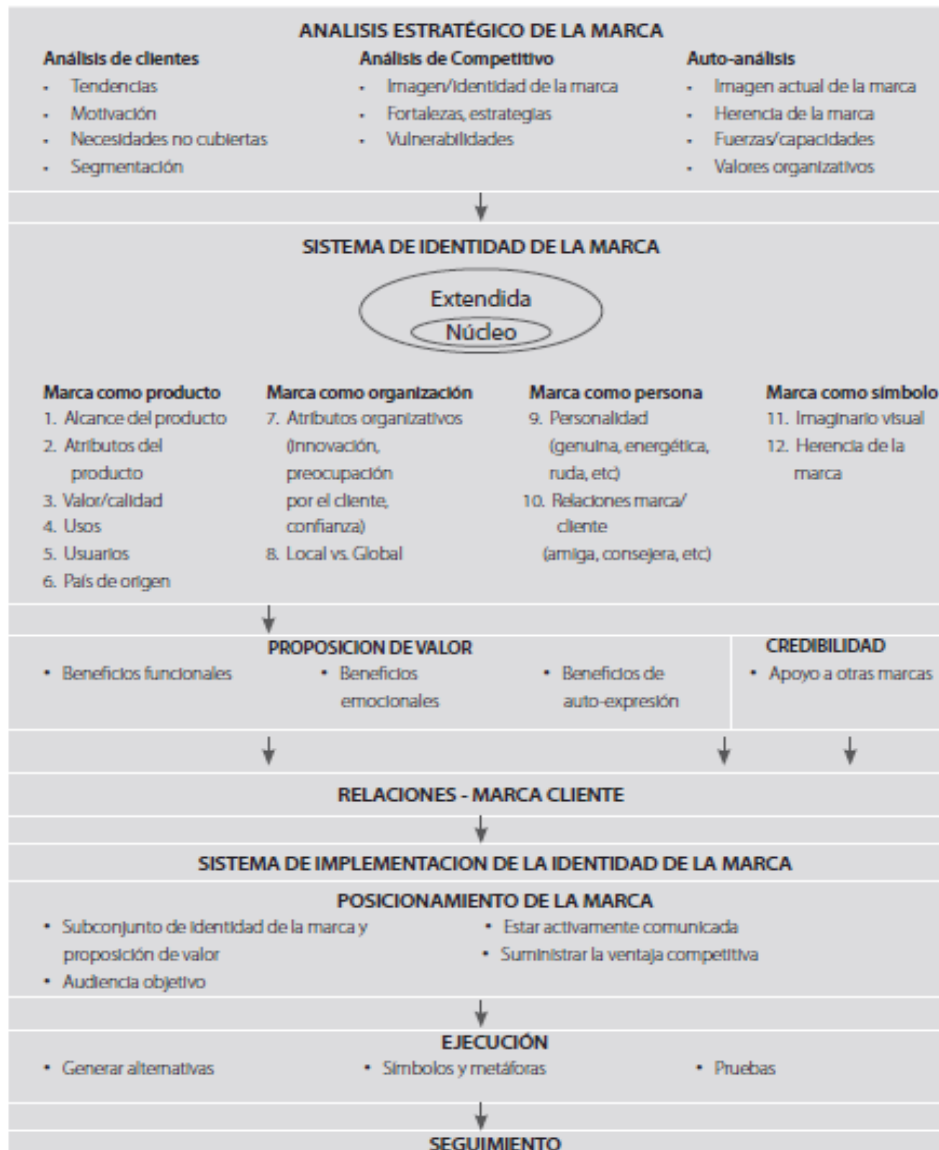 ANALISIS ESTRATÉGICO DE LA MARCA
Análisis de clientes
• Tendencias
• Motivación
• Necesidades no cubiertas
• Segmentación
Análisis de Competitivo
• Imagen/identidad de la marca
• Fortalezas, estrategias
• Vulnerabilidades
Auto-análisis
• Imagen actual de la marca
• Herencia de la marca
• Fuerzas/capacidades
• Valores organizativos
SISTEMA DE IDENTIDAD DE LA MARCA
Extendida
Núcleo
Marca como producto
1. Alcance del producto
2. Atributos del
producto
3. Valor/calidad
4. Usos
5. Usuarios
6. País de origen
Marca como organización
7. Atributos organizativos
(innovación,
preocupación
por el cliente,
confianza)
8. Local vs. Global
Marca como persona
9. Personalidad
(genuina, energética,
ruda, etc)
10. Relaciones marca/
cliente
(amiga, consejera, etc)
Marca como símbolo
11. Imaginario visual
12. Herencia de la
marca
PROPOSICION DE VALOR
• Beneficios funcionales
• Beneficios
emocionales
• Beneficios de
auto-expresión
CREDIBILIDAD
• Apoyo a otras marcas
RELACIONES - MARCA CLIENTE
SISTEMA DE IMPLEMENTACION DE LA IDENTIDAD DE LA MARCA
POSICIONAMIENTO DE LA MARCA
• Subconjunto de identidad de la marca y
proposición de valor
• Audiencia objetivo
• Estar activamente comunicada
• Suministrar la ventaja competitiva
EJECUCIÓN
• Generar alternativas
• Símbolos y metáforas
• Pruebas
SEGUIMIENTO